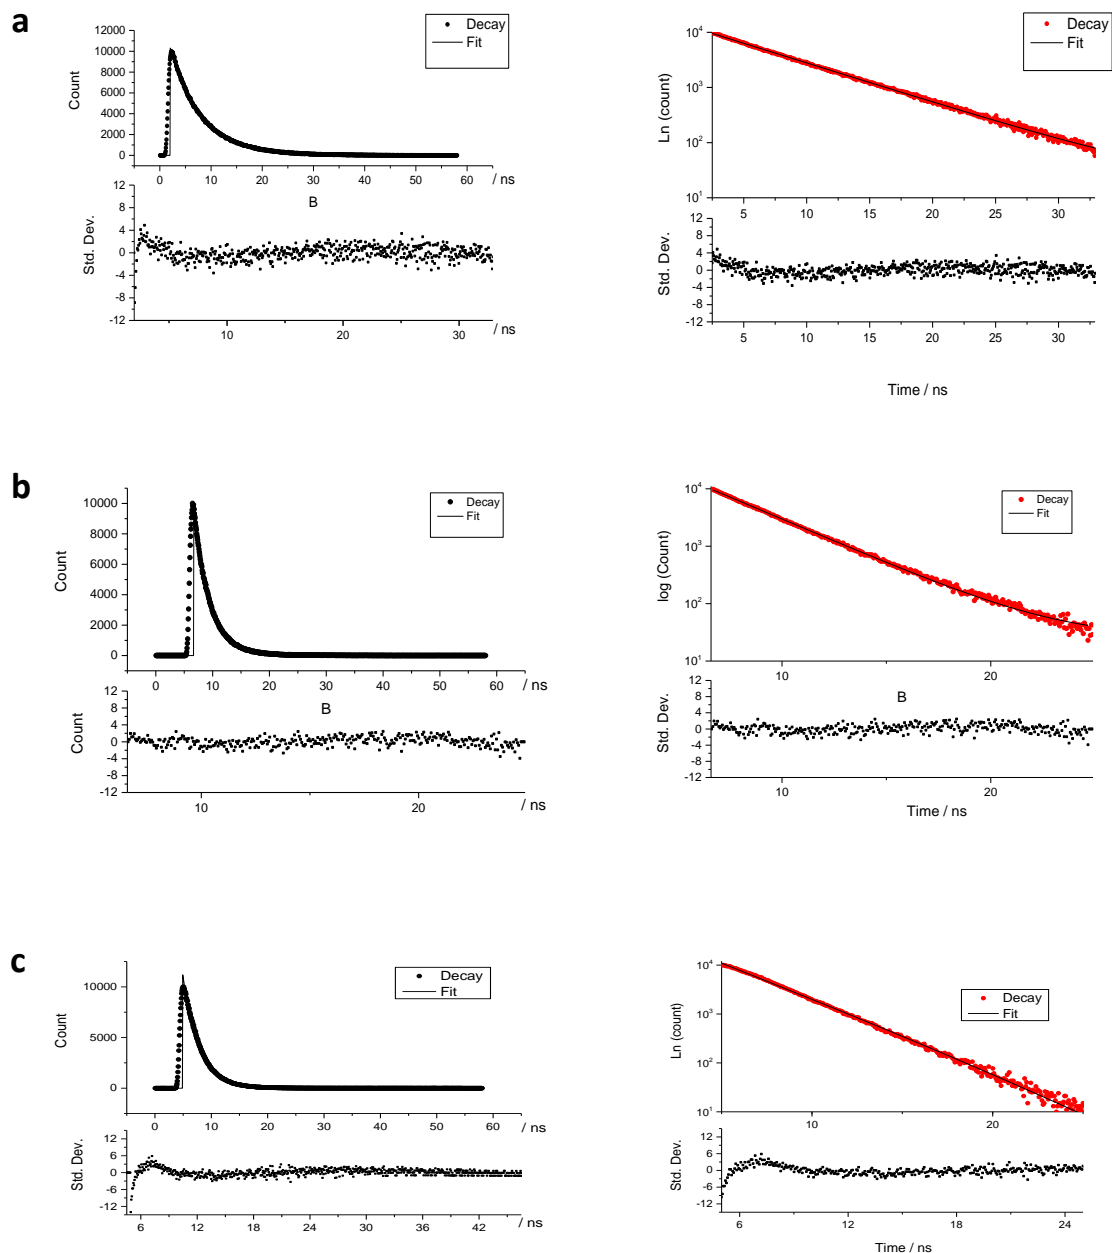 a
Decay
Fit
12000
10000
8000
6000
4000
2000
0
Count
0 10 20 30 40 50 60 / ns
B
12
8
4
0
-4
-8
-12
Std. Dev.
10 20 30 / ns
Decay
Fit
10^4
10^3
10^2
10^1
Ln (count)
5 10 15 20 25 30
12
8
4
0
-4
-8
-12
Std. Dev.
5 10 15 20 25 30
Time / ns
b
Decay
Fit
10000
8000
6000
4000
2000
0
Count
0 10 20 30 40 50 60 / ns
B
12
8
4
0
-4
-8
-12
Count
10 20 / ns
Decay
Fit
10^4
10^3
10^2
10^1
log (Count)
10 20
B
12
8
4
0
-4
-8
-12
Std. Dev.
10 20
Time / ns
c
Decay
Fit
10000
5000
0
Count
0 10 20 30 40 50 60 / ns
12
6
0
-6
-12
Std. Dev.
6 12 18 24 30 36 42 / ns
Decay
Fit
10^4
10^3
10^2
10^1
Ln (count)
10 20
12
6
0
-6
-12
Std. Dev.
6 12 18 24
Time / ns